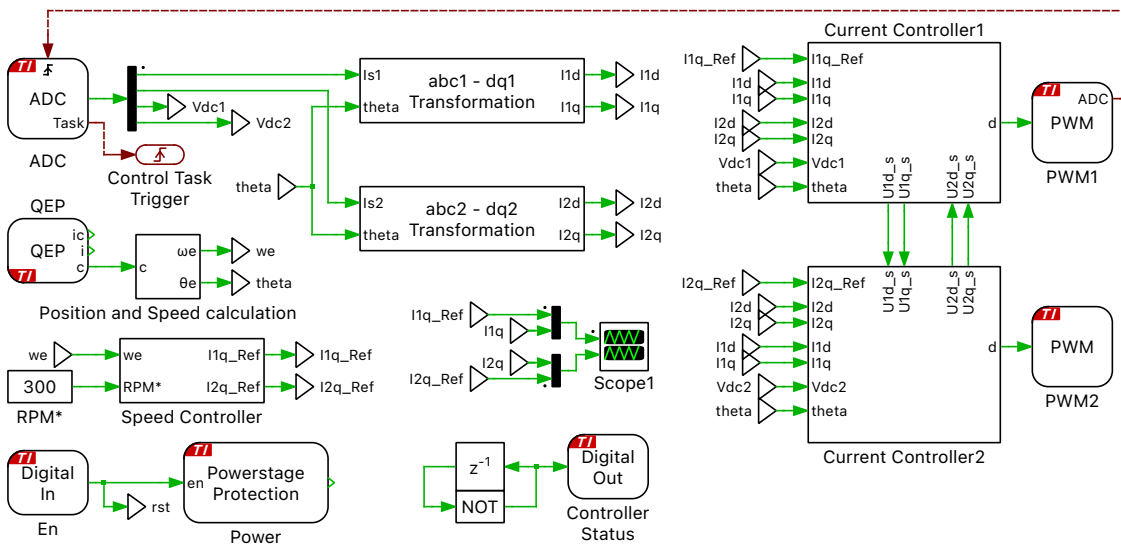 TI
ADC
Task
ADC
Control Task
Trigger
Vdc1
Vdc2
Is1
theta
abc1 - dq1
Transformation
I1d
I1q
I1d
I1q
theta
Is2
theta
abc2 - dq2
Transformation
I2d
I2q
I2d
I2q
QEP
QEP
ic
i
c
TI
c
ωe
θe
we
theta
Position and Speed calculation
we
300
RPM*
we
RPM*
I1q_Ref
I2q_Ref
I1q_Ref
I2q_Ref
Speed Controller
I1q_Ref
I1q
I2q
I2q_Ref
Scope1
TI
Digital
In
En
rst
TI
en
Powerstage
Protection
Power
z-1
NOT
TI
Digital
Out
Controller
Status
Current Controller1
I1q_Ref
I1d
I1q
I2d
I2q
Vdc1
theta
I1q_Ref
I1d
I1q
I2d
I2q
Vdc1
theta
d
U1d_s
U1q_s
U2d_s
U2q_s
TI
ADC
PWM
PWM1
I2q_Ref
I2d
I2q
I1d
I1q
Vdc2
theta
I2q_Ref
I2d
I2q
I1d
I1q
Vdc2
theta
U1d_s
U1q_s
U2d_s
U2q_s
d
Current Controller2
TI
PWM
PWM2